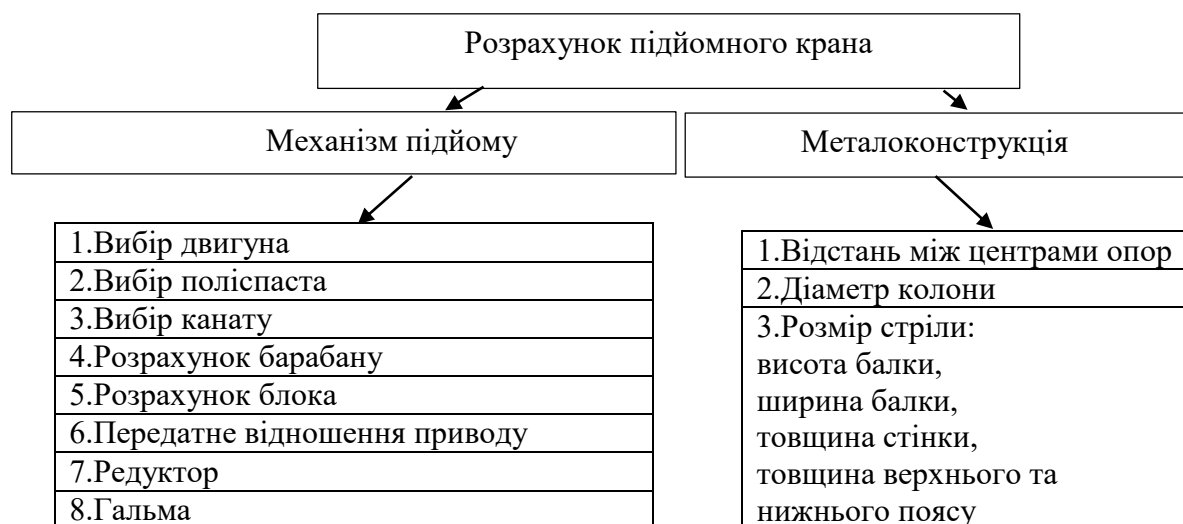 Розрахунок підйомного крана
Механізм підйому
Металоконструкція
1.Вибір двигуна
2.Вибір поліспаста
3.Вибір канату
4.Розрахунок барабану
5.Розрахунок блока
6.Передатне відношення приводу
7.Редуктор
8.Гальма
1.Відстань між центрами опор
2.Діаметр колони
3.Розмір стріли:
висота балки,
ширина балки,
товщина стінки,
товщина верхнього та
нижнього поясу